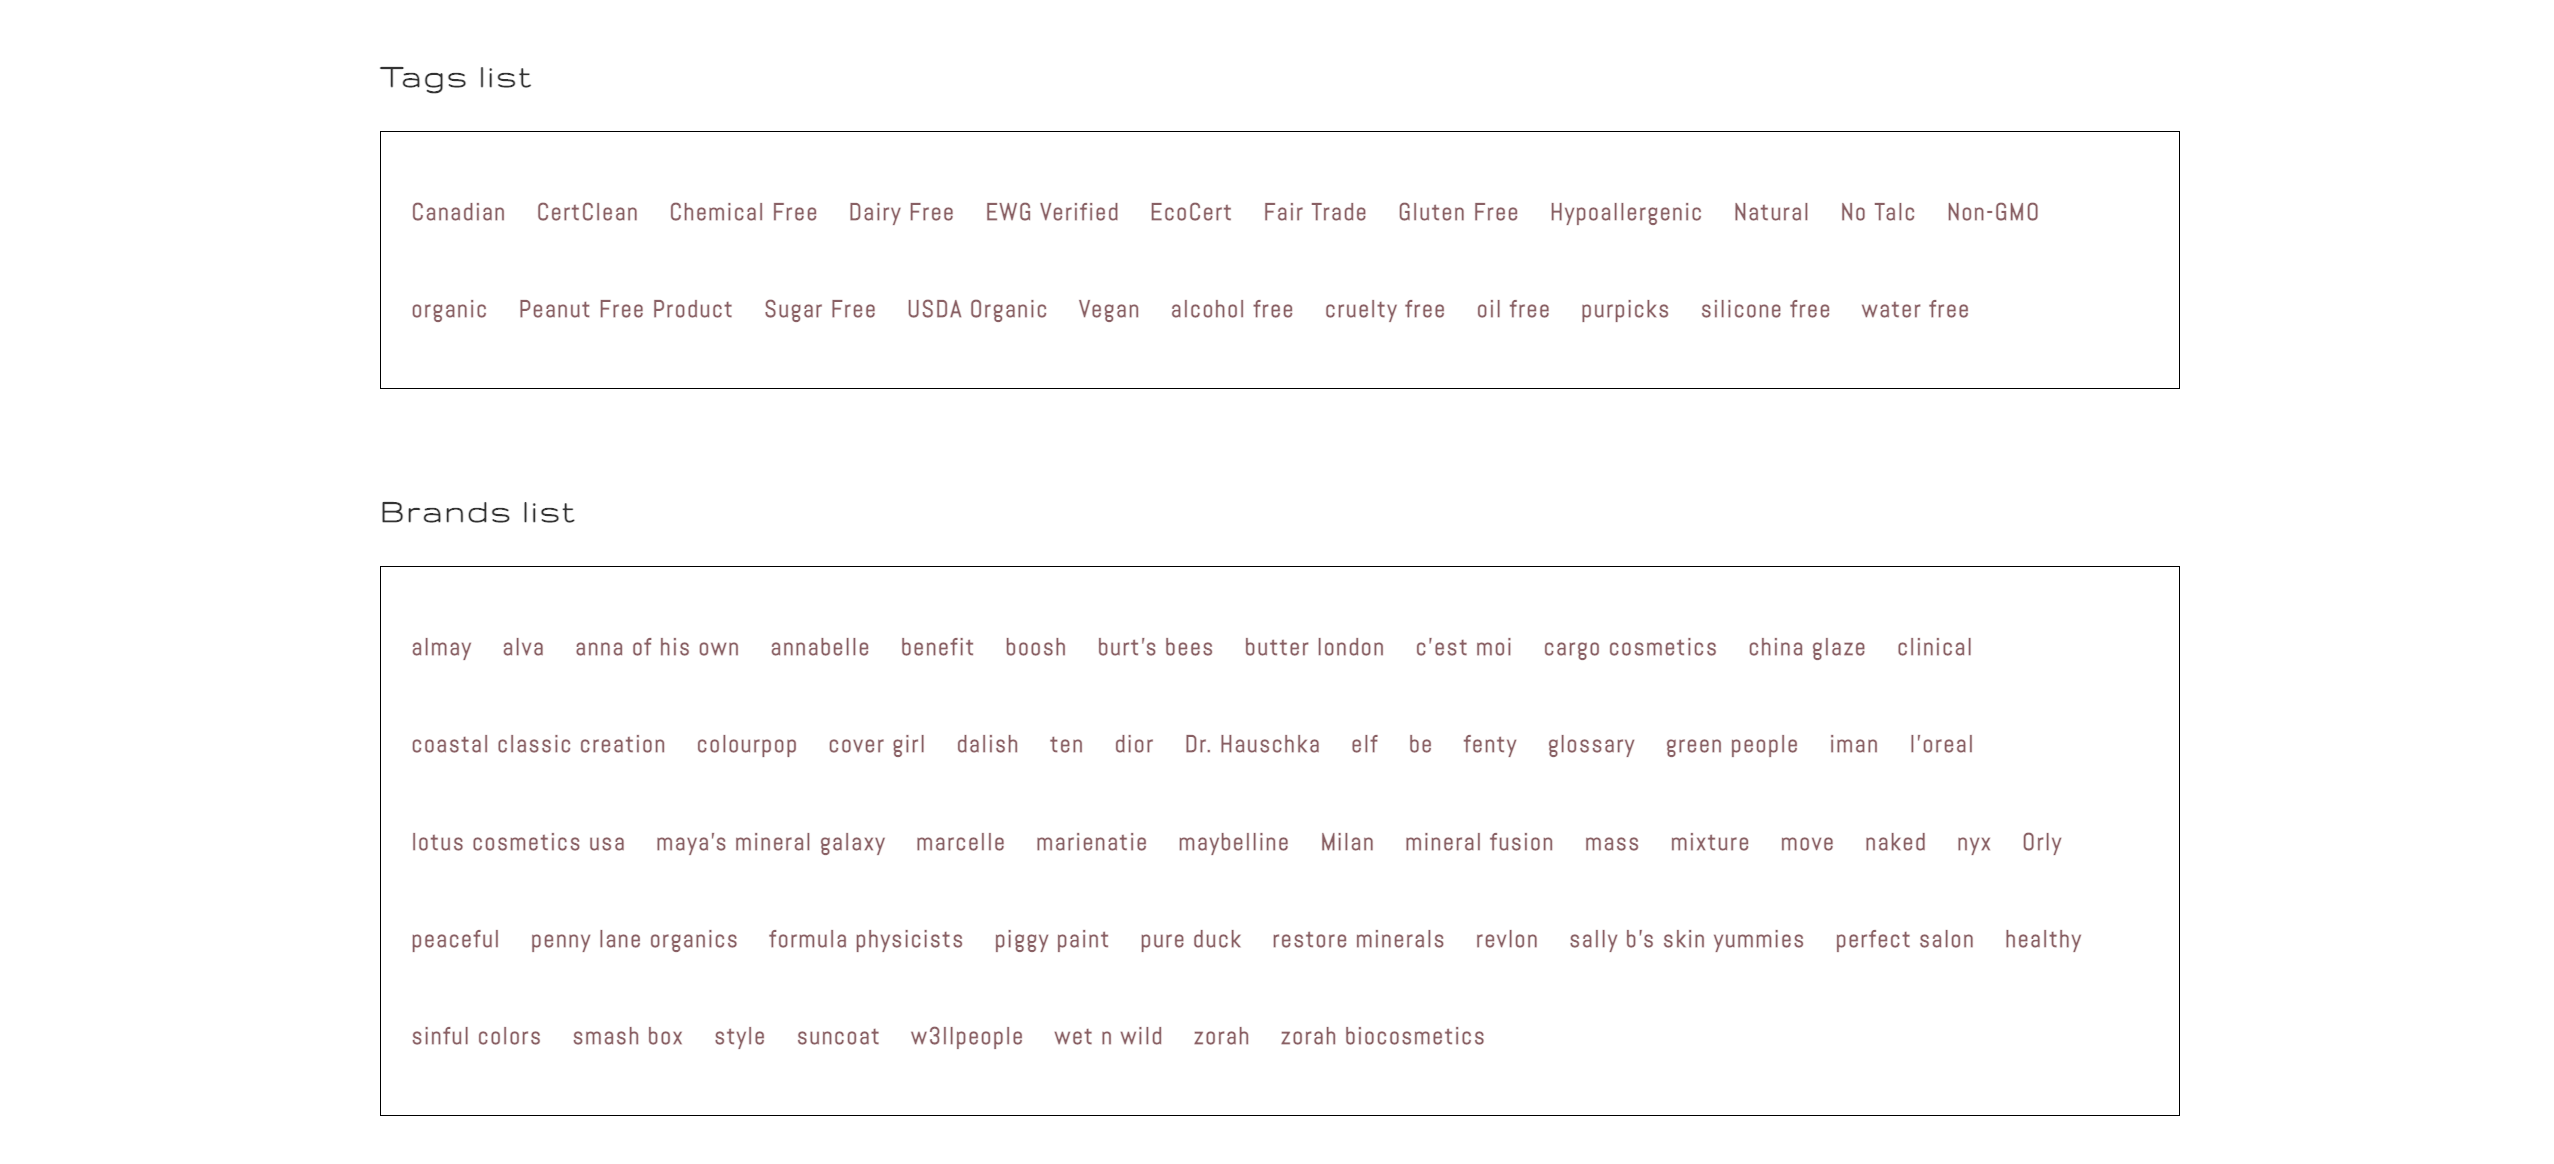 Tags list
Canadian CertClean Chemical Free Dairy Free EWG Verified EcoCert Fair Trade Gluten Free Hypoallergenic Natural No Talc Non-GMO
organic Peanut Free Product Sugar Free USDA Organic Vegan alcohol free cruelty free oil free purpicks silicone free water free
Brands list
almay alva anna of his own annabelle benefit boosh burt's bees butter london c'est moi cargo cosmetics china glaze clinical
coastal classic creation colourpop cover girl dalish ten dior Dr. Hauschka elf be fenty glossary green people iman l'oreal
lotus cosmetics usa maya's mineral galaxy marcelle marienatie maybelline Milan mineral fusion mass mixture move naked nyx Orly
peaceful penny lane organics formula physicists piggy paint pure duck restore minerals revlon sally b's skin yummies perfect salon healthy
sinful colors smash box style suncoat w3llpeople wet n wild zorah zorah biocosmetics